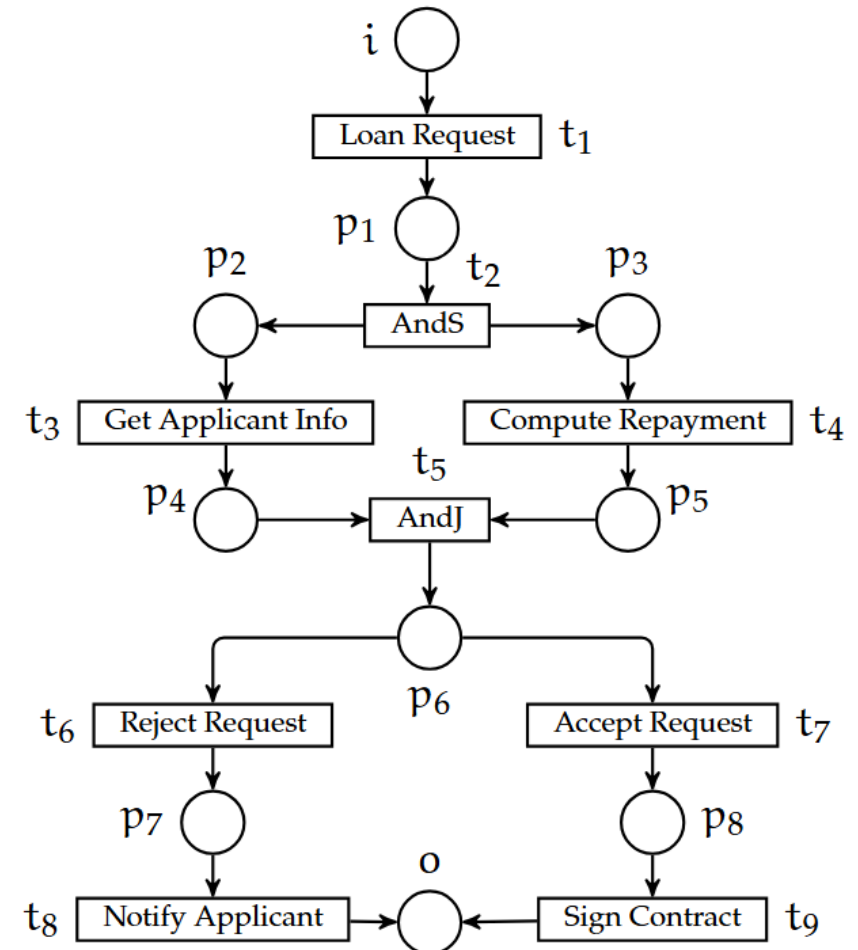 i
Loan Request t₁
p₁
p₂ t₂ p₃
AndS
t₃ Get Applicant Info Compute Repayment t₄
t₅
p₄ AndJ p₅
p₆
t₆ Reject Request Accept Request t₇
p₇ p₈
o
t₈ Notify Applicant Sign Contract t₉